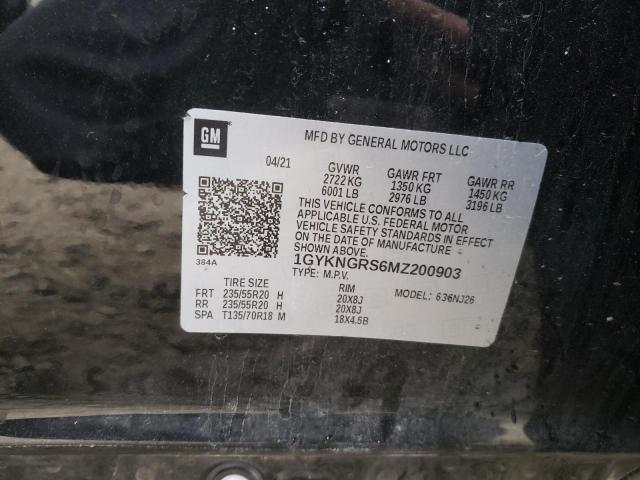 GM
MFD BY GENERAL MOTORS LLC
04/21 GVWR GAWR FRT GAWR RR
2722 KG 1350 KG 1450 KG
6001 LB 2976 LB 3196 LB
THIS VEHICLE CONFORMS TO ALL
APPLICABLE U.S. FEDERAL MOTOR
VEHICLE SAFETY STANDARDS IN EFFECT
ON THE DATE OF MANUFACTURE
SHOWN ABOVE.
384A
1GYKNGRS6MZ200903
TYPE: M.P.V. MODEL: 636NJ26
TIRE SIZE RIM
FRT 235/55R20 H 20X8J
RR 235/55R20 H 20X8J
SPA T135/70R18 M 18X4.5B